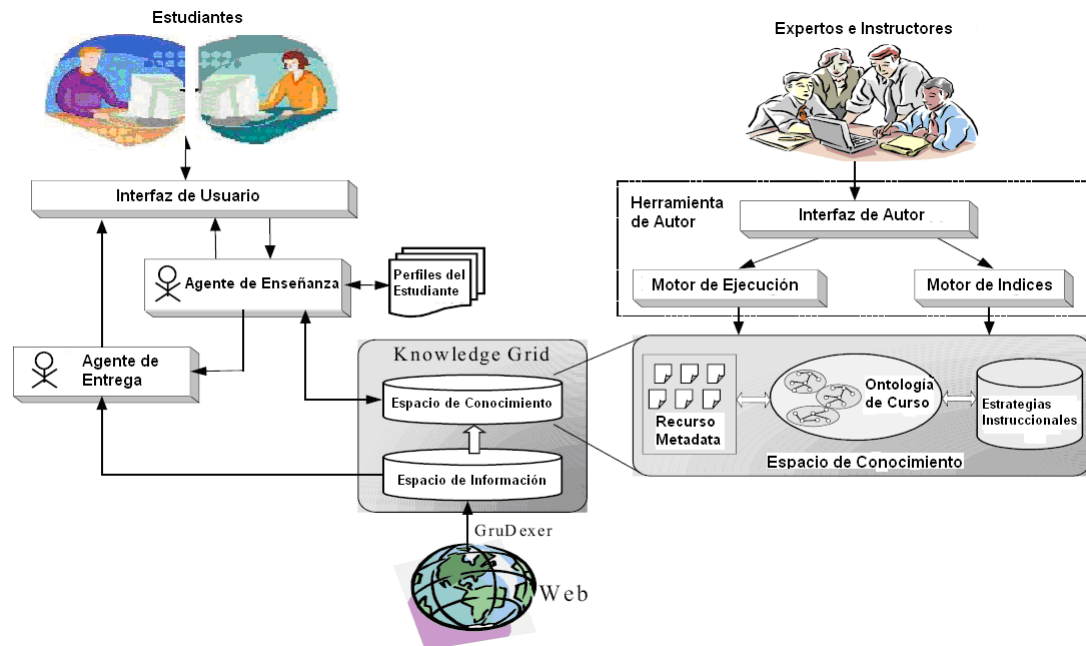 Estudiantes
Expertos e Instructores
Interfaz de Usuario
Herramienta
de Autor
Interfaz de Autor
Agente de Enseñanza
Perfiles del
Estudiante
Motor de Ejecución
Motor de Indices
Agente de
Entrega
Knowledge Grid
Espacio de Conocimiento
Espacio de Información
Recurso
Metadata
Ontología
de Curso
Estrategias
Instruccionales
Espacio de Conocimiento
GruDexer
Web